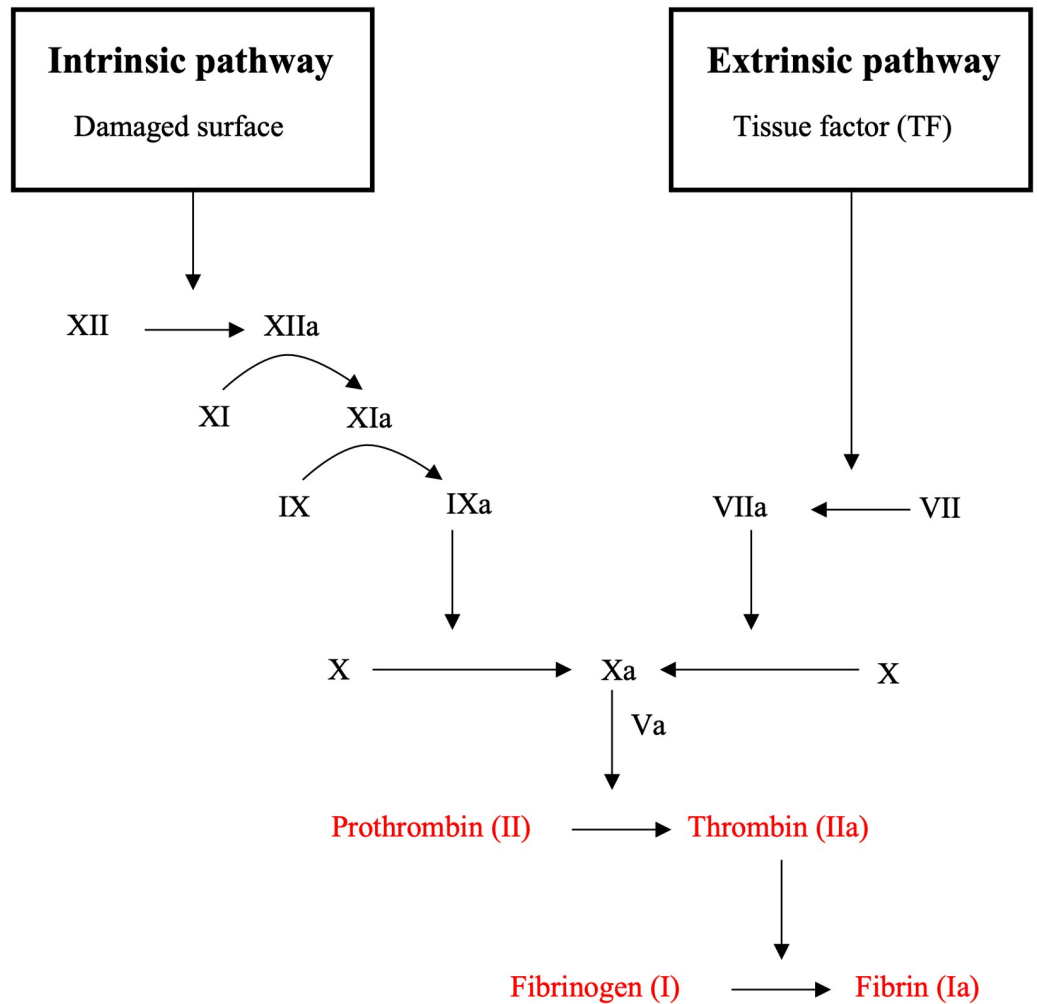 Intrinsic pathway
Damaged surface
Extrinsic pathway
Tissue factor (TF)
XII
XIIa
XI
XIa
IX
IXa
VIIa
VII
X
Xa
X
Va
Prothrombin (II)
Thrombin (IIa)
Fibrinogen (I)
Fibrin (Ia)